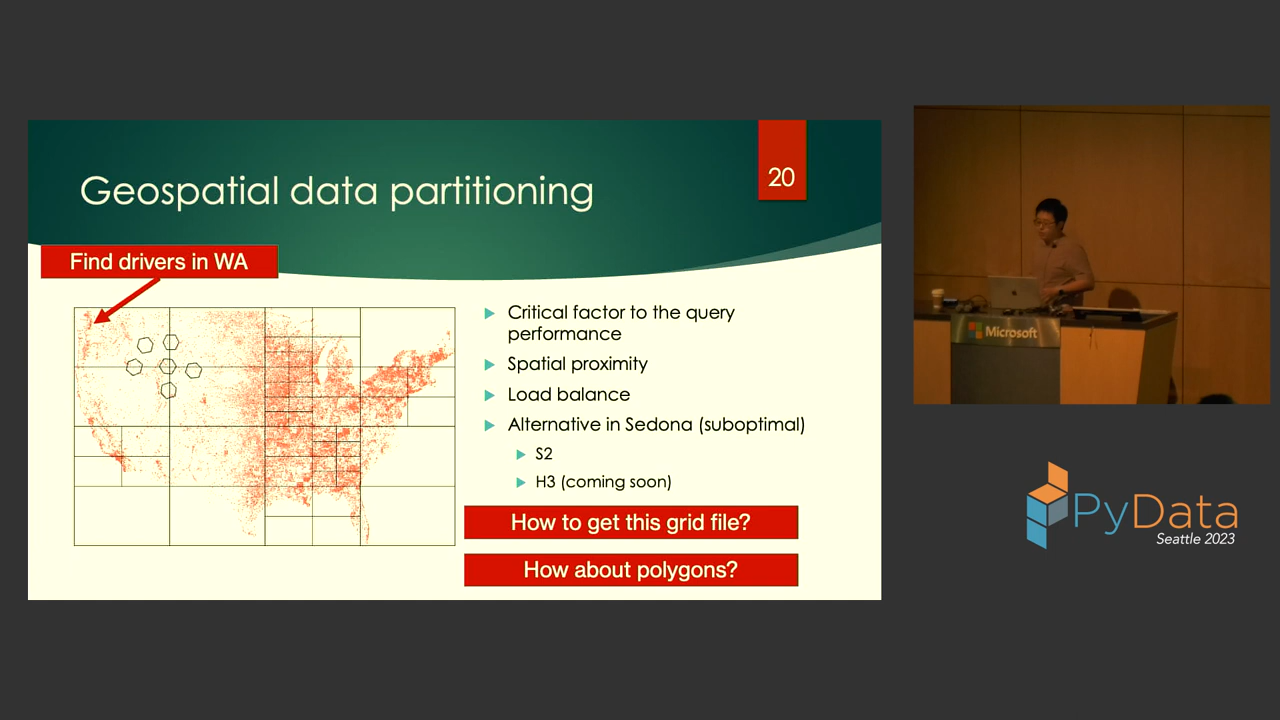 Geospatial data partitioning
20
Find drivers in WA
Critical factor to the query
performance
Spatial proximity
Load balance
Alternative in Sedona (suboptimal)
S2
H3 (coming soon)
How to get this grid file?
How about polygons?
Microsoft
PyData
Seattle 2023